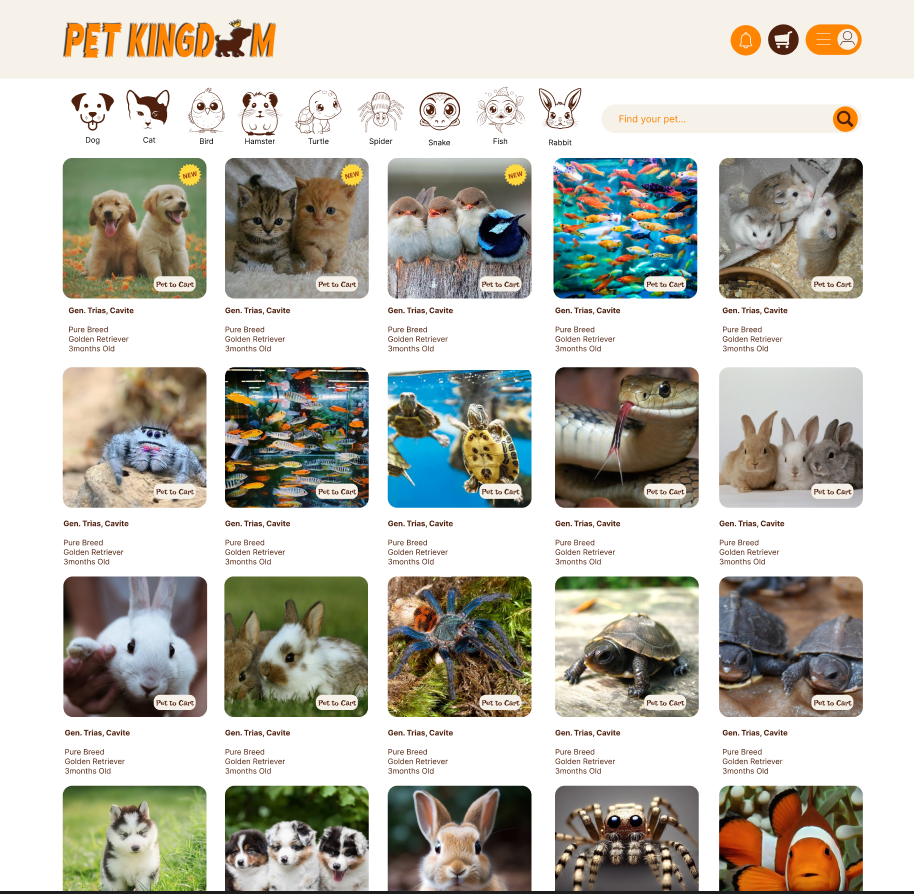 PET KINGDOM
Dog
Cat
Bird
Hamster
Turtle
Spider
Snake
Fish
Rabbit
Find your pet...
NEW
NEW
NEW
Pet to Cart
Pet to Cart
Pet to Cart
Pet to Cart
Pet to Cart
Gen. Trias, Cavite
Pure Breed
Golden Retriever
3months Old
Gen. Trias, Cavite
Pure Breed
Golden Retriever
3months Old
Gen. Trias, Cavite
Pure Breed
Golden Retriever
3months Old
Gen. Trias, Cavite
Pure Breed
Golden Retriever
3months Old
Gen. Trias, Cavite
Pure Breed
Golden Retriever
3months Old
Pet to Cart
Pet to Cart
Pet to Cart
Pet to Cart
Pet to Cart
Gen. Trias, Cavite
Pure Breed
Golden Retriever
3months Old
Gen. Trias, Cavite
Pure Breed
Golden Retriever
3months Old
Gen. Trias, Cavite
Pure Breed
Golden Retriever
3months Old
Gen. Trias, Cavite
Pure Breed
Golden Retriever
3months Old
Gen. Trias, Cavite
Pure Breed
Golden Retriever
3months Old
Pet to Cart
Pet to Cart
Pet to Cart
Pet to Cart
Pet to Cart
Gen. Trias, Cavite
Pure Breed
Golden Retriever
3months Old
Gen. Trias, Cavite
Pure Breed
Golden Retriever
3months Old
Gen. Trias, Cavite
Pure Breed
Golden Retriever
3months Old
Gen. Trias, Cavite
Pure Breed
Golden Retriever
3months Old
Gen. Trias, Cavite
Pure Breed
Golden Retriever
3months Old